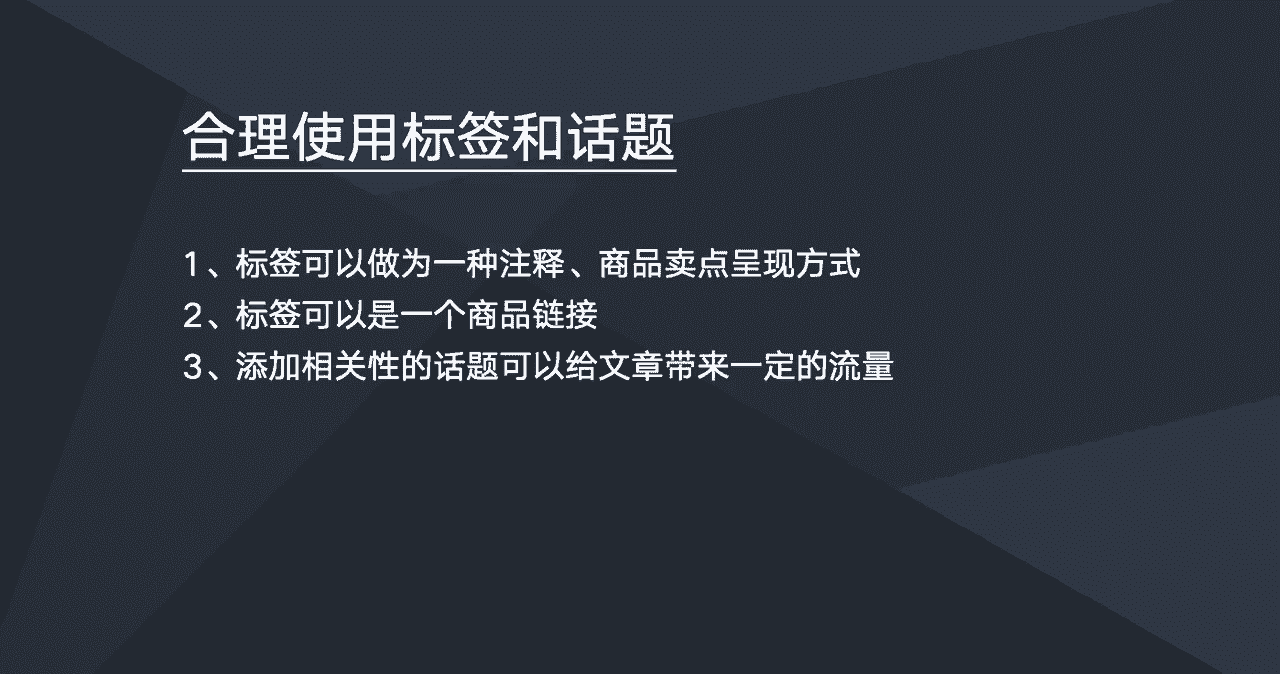 合理使用标签和话题
1、标签可以做为一种注释、商品卖点呈现方式
2、标签可以是一个商品链接
3、添加相关性的话题可以给文章带来一定的流量